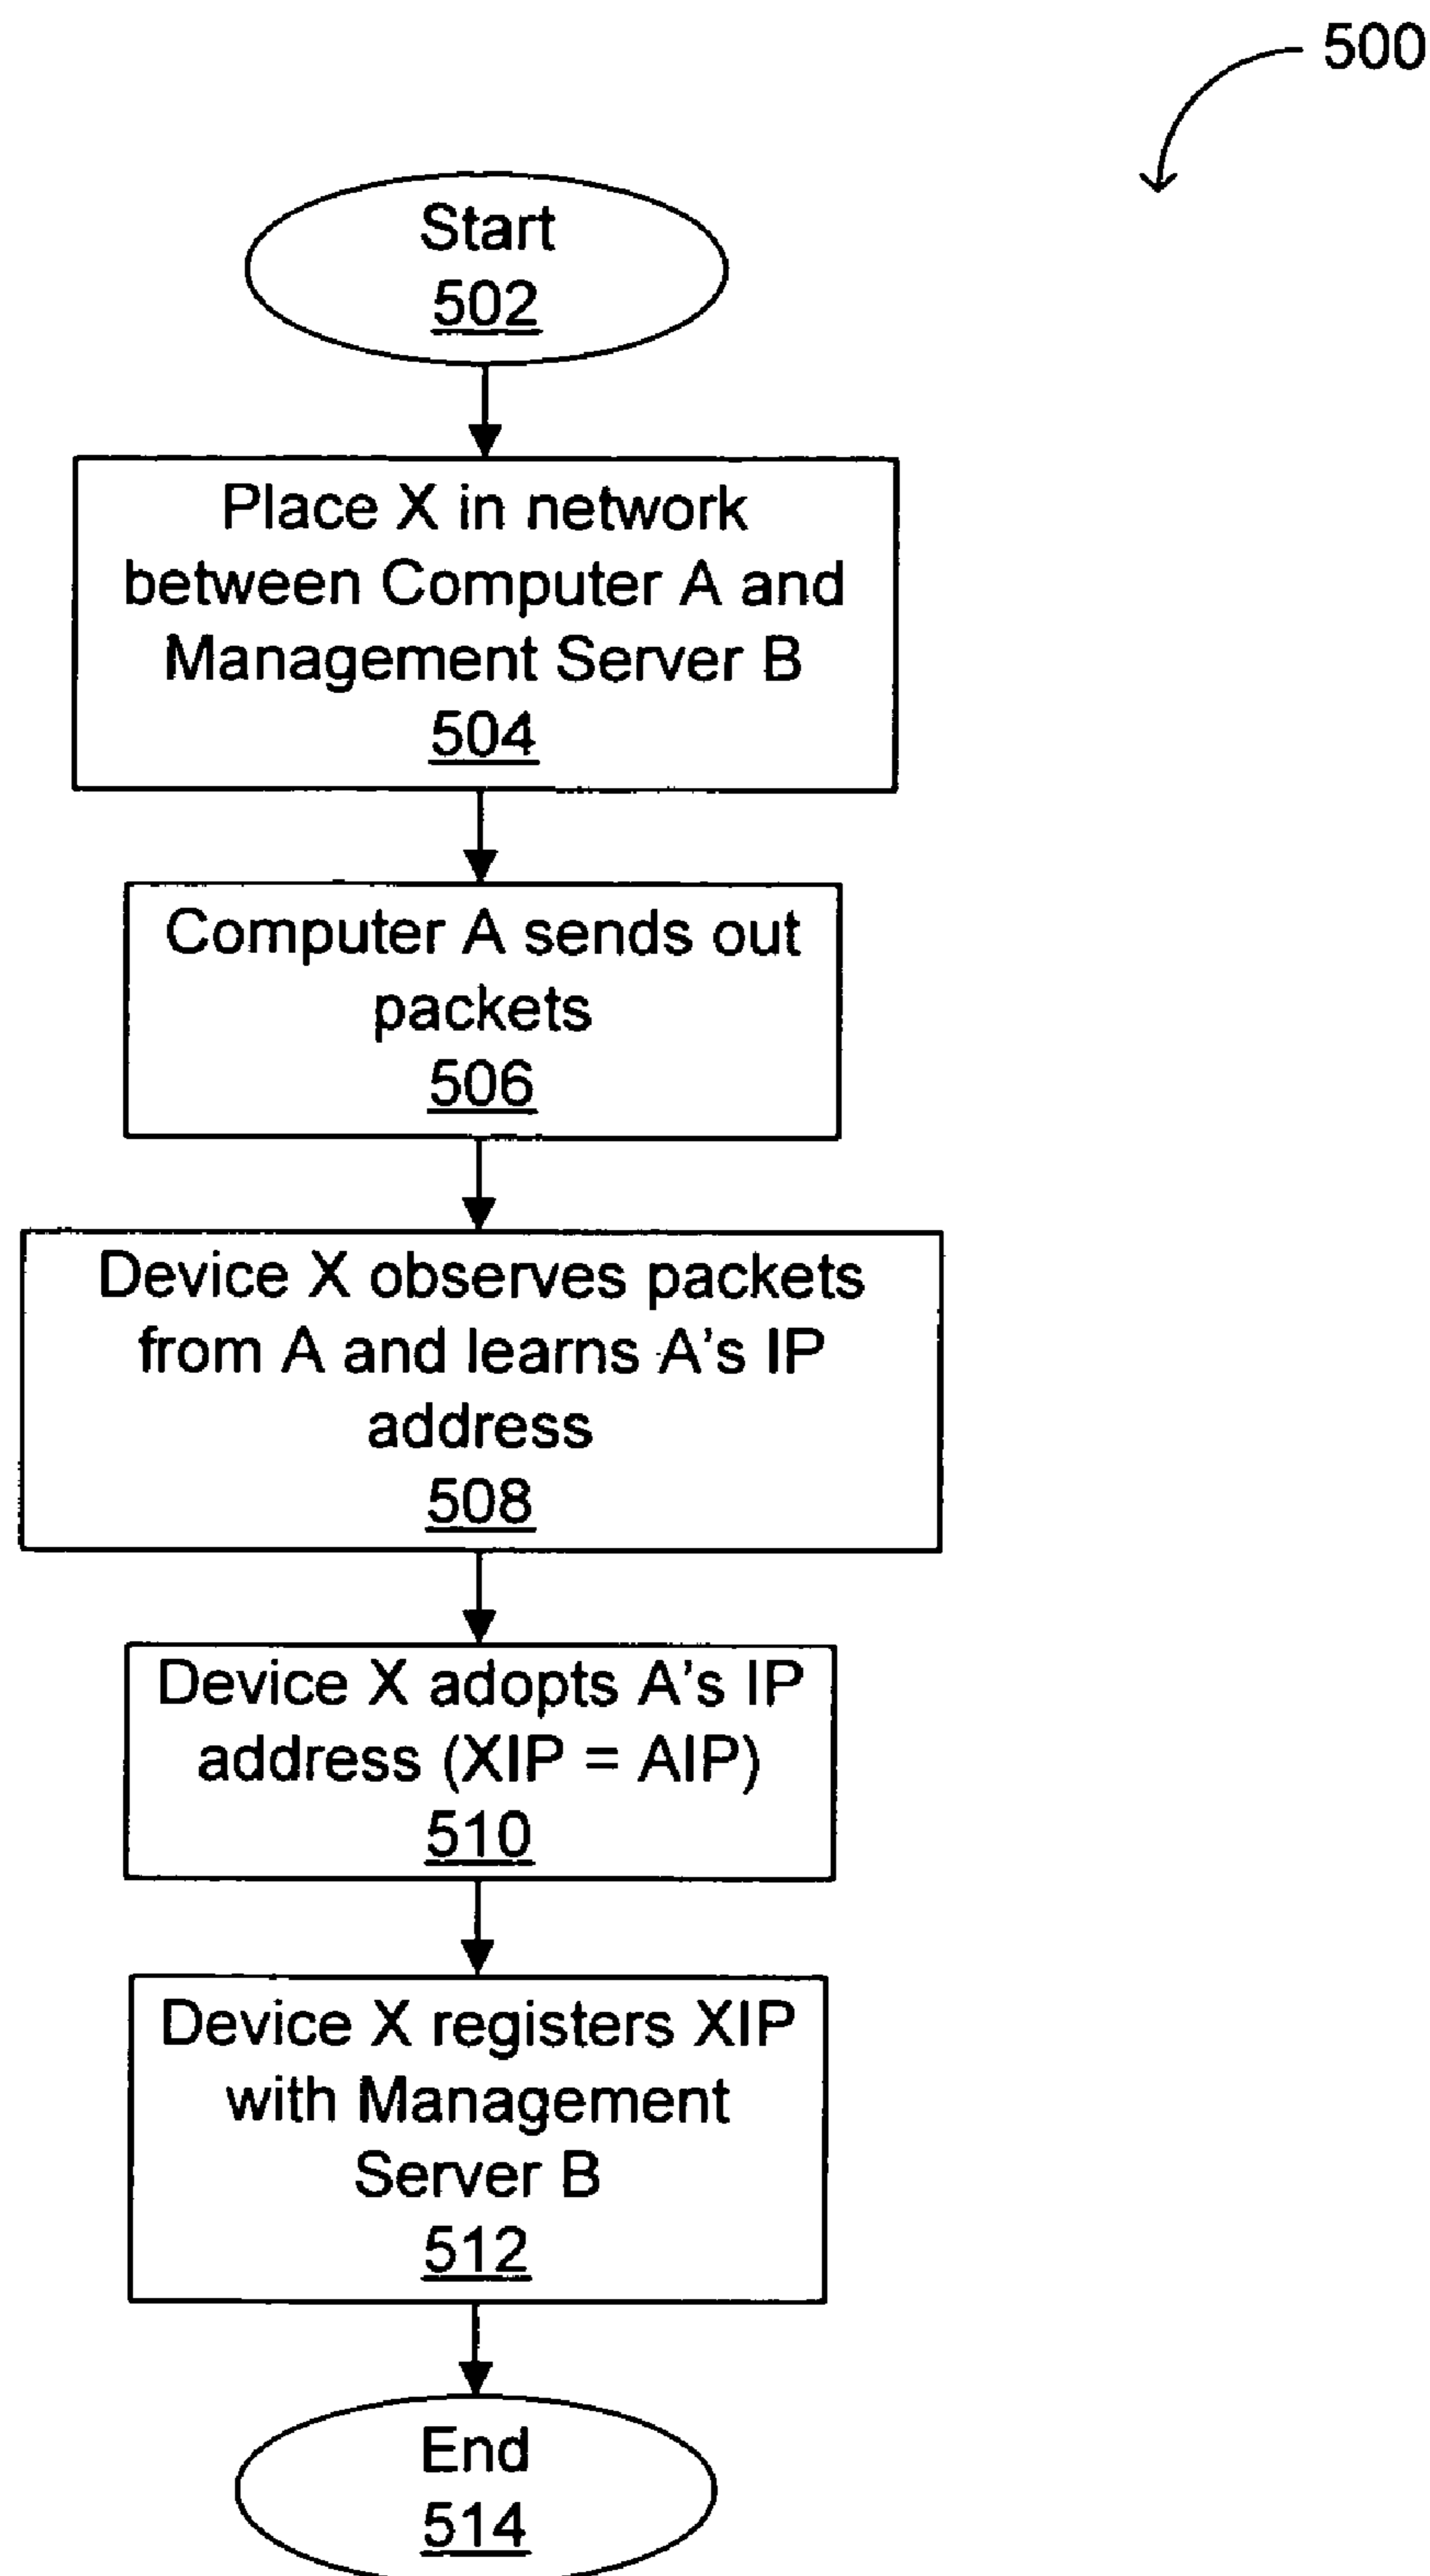 500
Start
502
Place X in network
between Computer A and
Management Server B
504
Computer A sends out
packets
506
Device X observes packets
from A and learns A's IP
address
508
Device X adopts A's IP
address (XIP = AIP)
510
Device X registers XIP
with Management
Server B
512
End
514